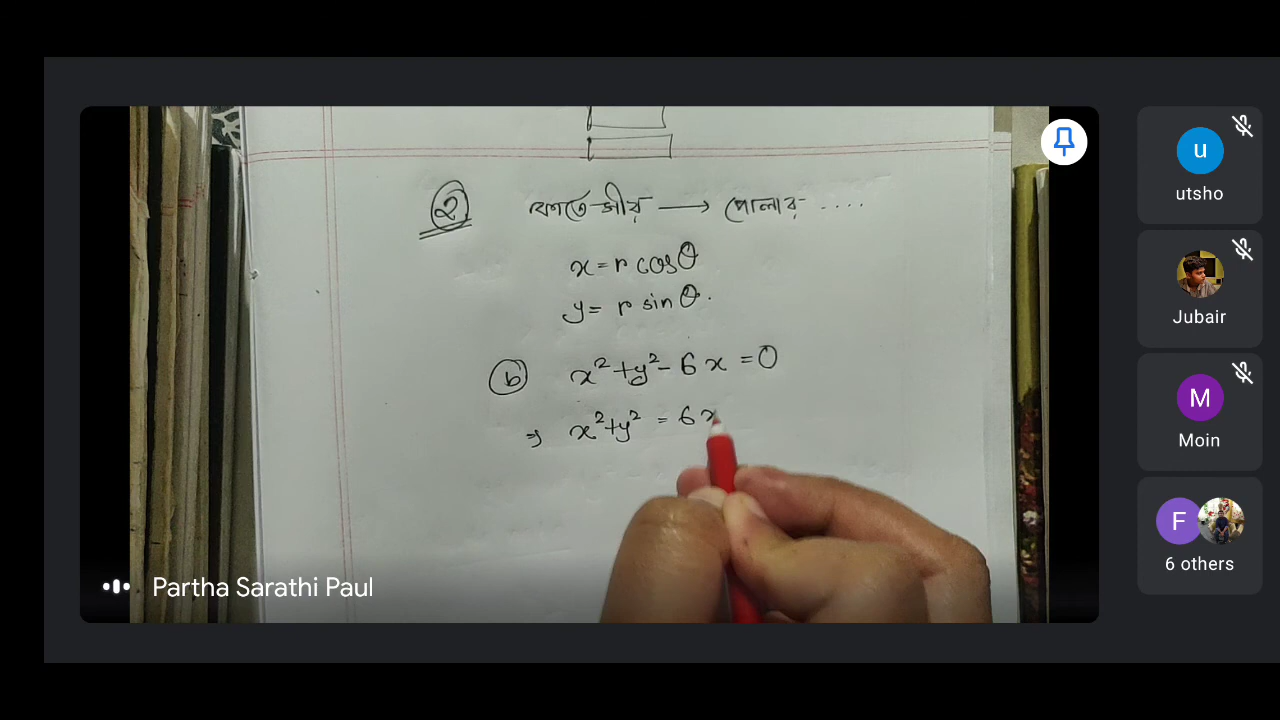 ২ কার্তেসীয় → পোলার ....
x = r cosθ
y = r sinθ.
b x²+y²- 6x = 0
⇒ x²+y² = 6x
Partha Sarathi Paul
u
utsho
Jubair
M
Moin
F
6 others